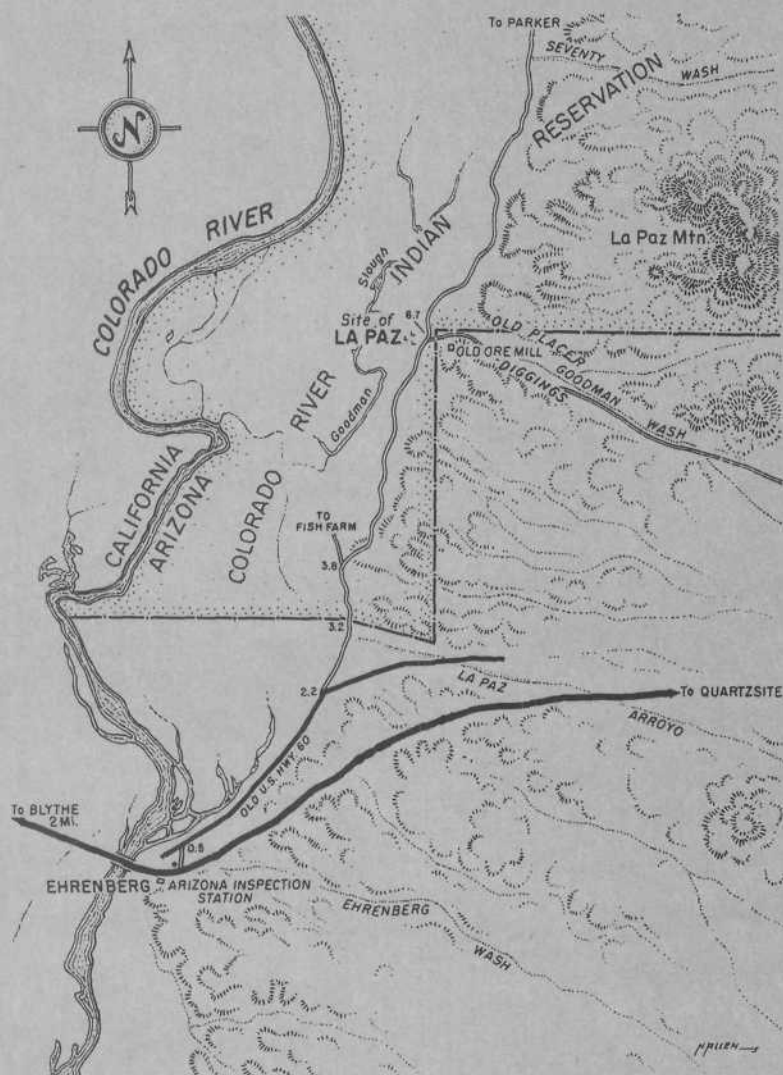 To PARKER
SEVENTY WASH
RESERVATION
N
La Paz Mtn.
COLORADO RIVER
INDIAN
Slough
Site of
LA PAZ
6.7
OLD PLACER
DIGGINGS
OLD ORE MILL
GOODMAN
WASH
RIVER
Goodman
CALIFORNIA
ARIZONA
COLORADO
TO
FISH FARM
3.8
3.2
2.2
LA PAZ
ARROYO
To QUARTZSITE
OLD U.S. HWY. 60
To BLYTHE
2 Mi.
0.5
EHRENBERG
ARIZONA INSPECTION
STATION
EHRENBERG
WASH